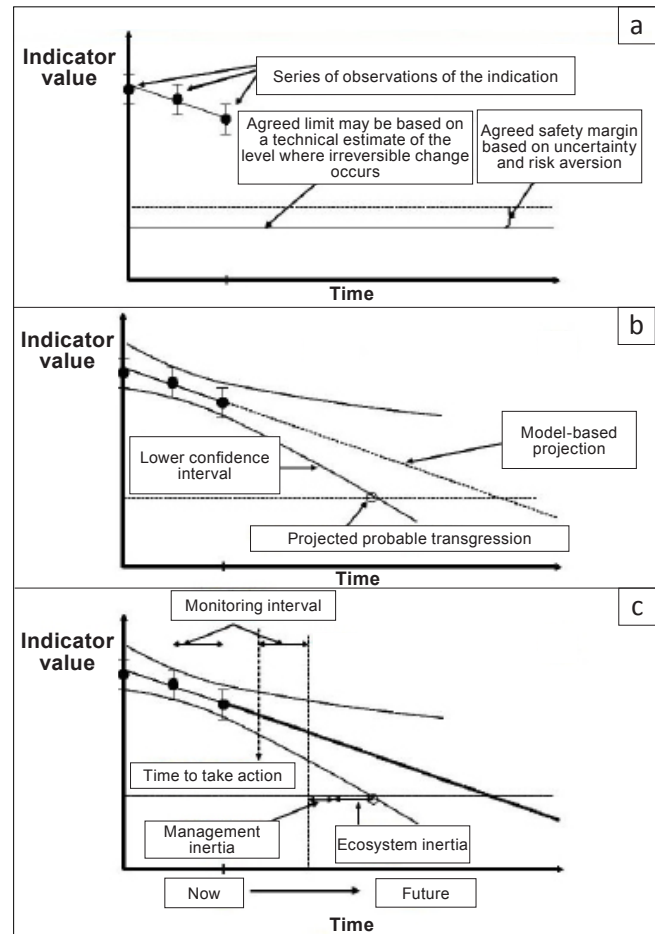 a
Indicator
value
Series of observations of the indication
Agreed limit may be based on
a technical estimate of the
level where irreversible change
occurs
Agreed safety margin
based on uncertainty
and risk aversion
Time
b
Indicator
value
Lower confidence
interval
Model-based
projection
Projected probable transgression
Time
c
Monitoring interval
Indicator
value
Time to take action
Management
inertia
Ecosystem inertia
Now
Future
Time